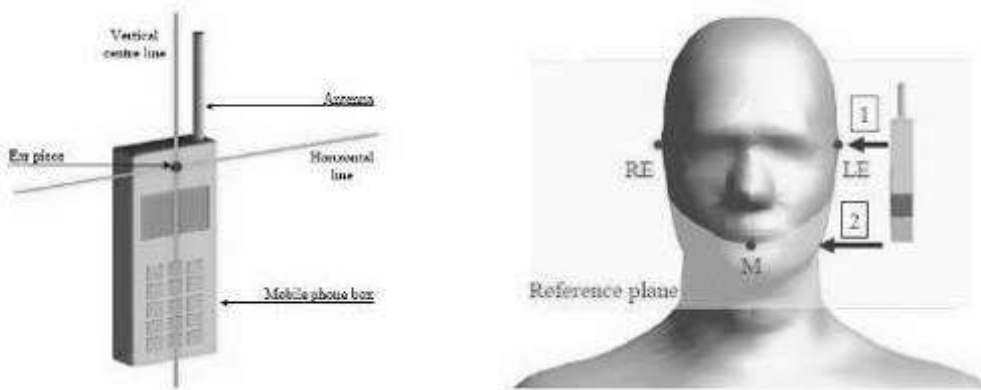 Vertical
centre line
Antenna
Ear piece
Horizontal
line
Mobile phone box
1
RE
LE
2
M
Reference plane